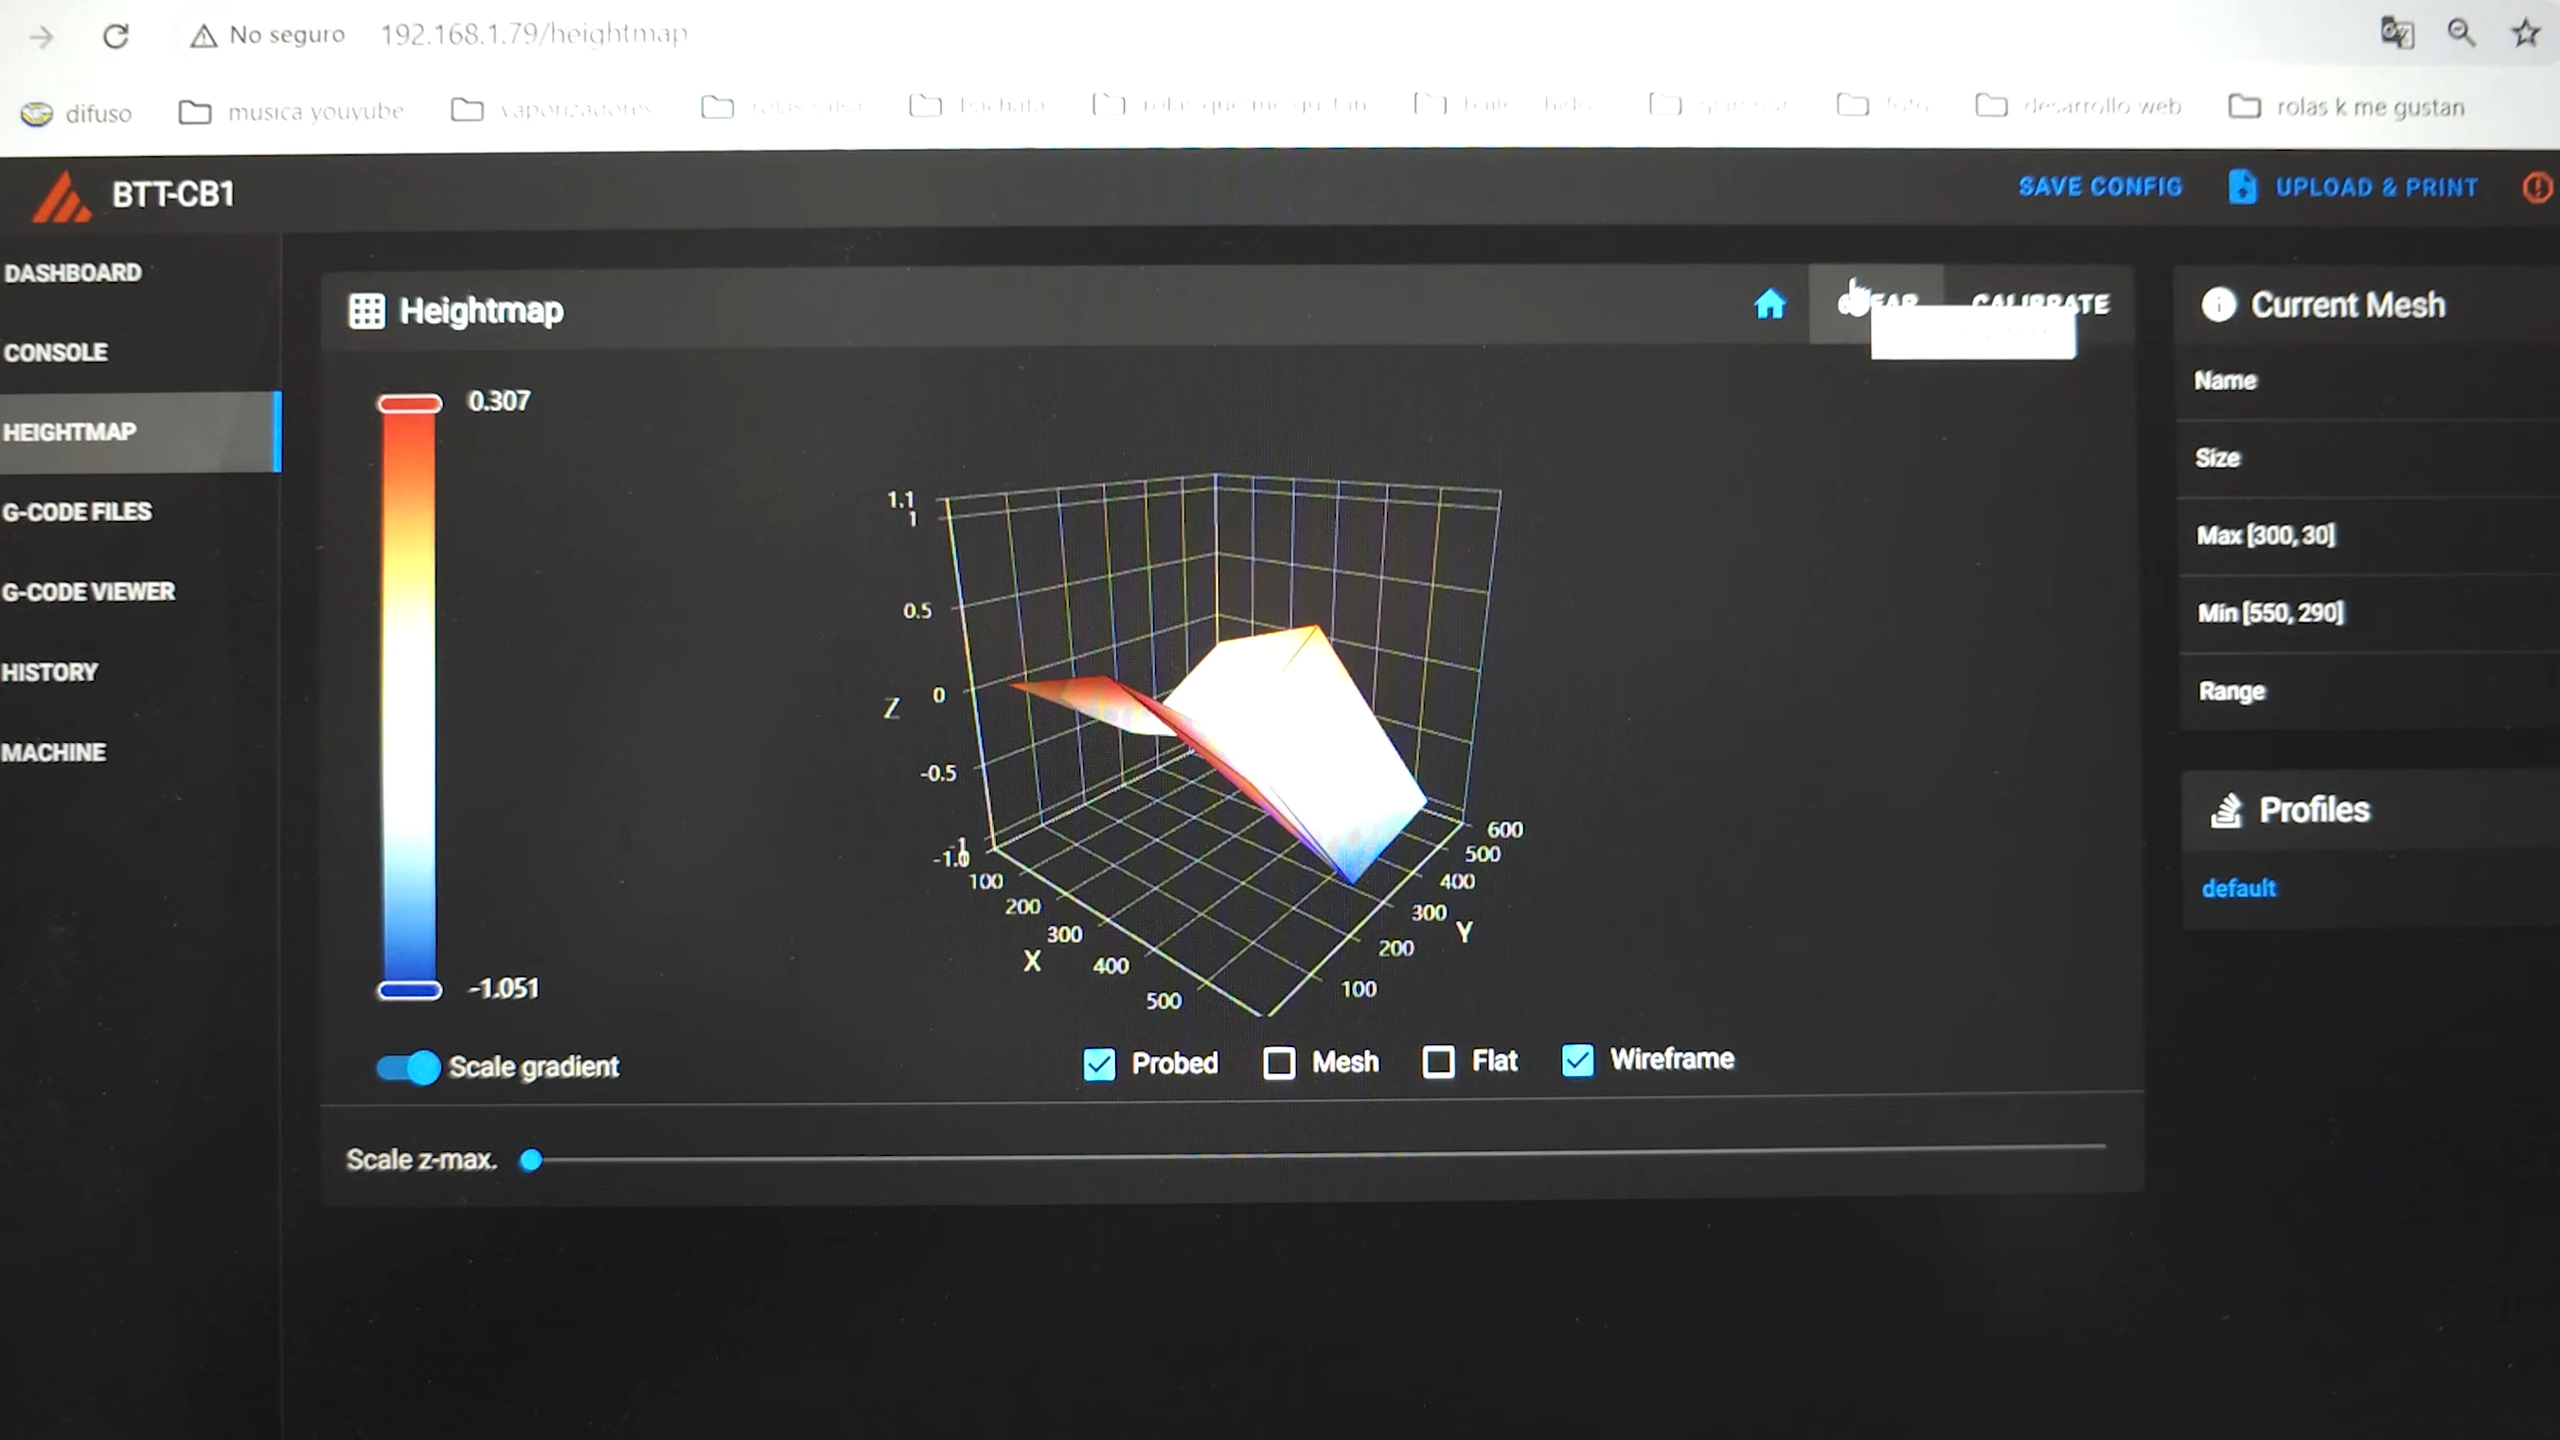 No seguro 192.168.1.79/heightmap
difuso musica youyube vaporizadores desarrollo web rolas k me gustan
BTT-CB1 SAVE CONFIG UPLOAD & PRINT
DASHBOARD
CONSOLE
HEIGHTMAP
G-CODE FILES
G-CODE VIEWER
HISTORY
MACHINE
Heightmap CALIBRATE
0.307
-1.051
Scale gradient
1.1
1
0.5
0
-0.5
-1
Z
100
200
300
400
500
X
600
500
400
300
200
100
Y
Probed Mesh Flat Wireframe
Scale z-max.
Current Mesh
Name
Size
Max [300, 30]
Min [550, 290]
Range
Profiles
default